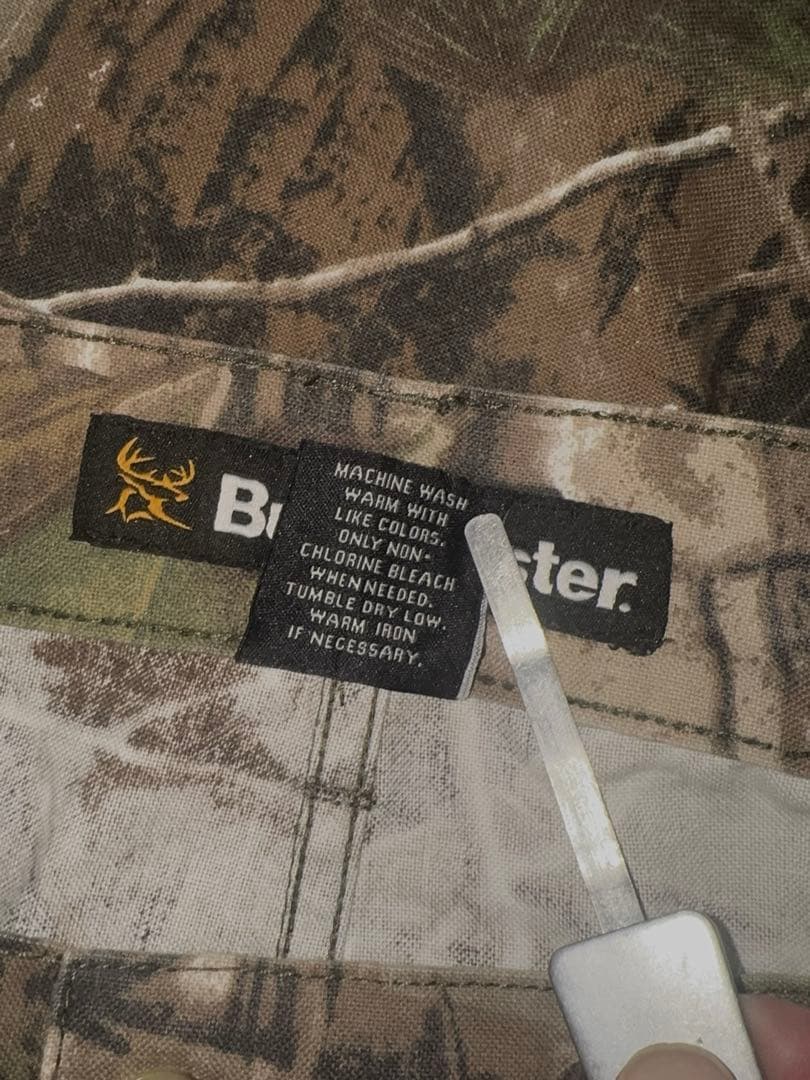 Bu
ster.
MACHINE WASH
WARM WITH
LIKE COLORS.
ONLY NON-
CHLORINE BLEACH
WHEN NEEDED.
TUMBLE DRY LOW.
WARM IRON
IF NECESSARY.